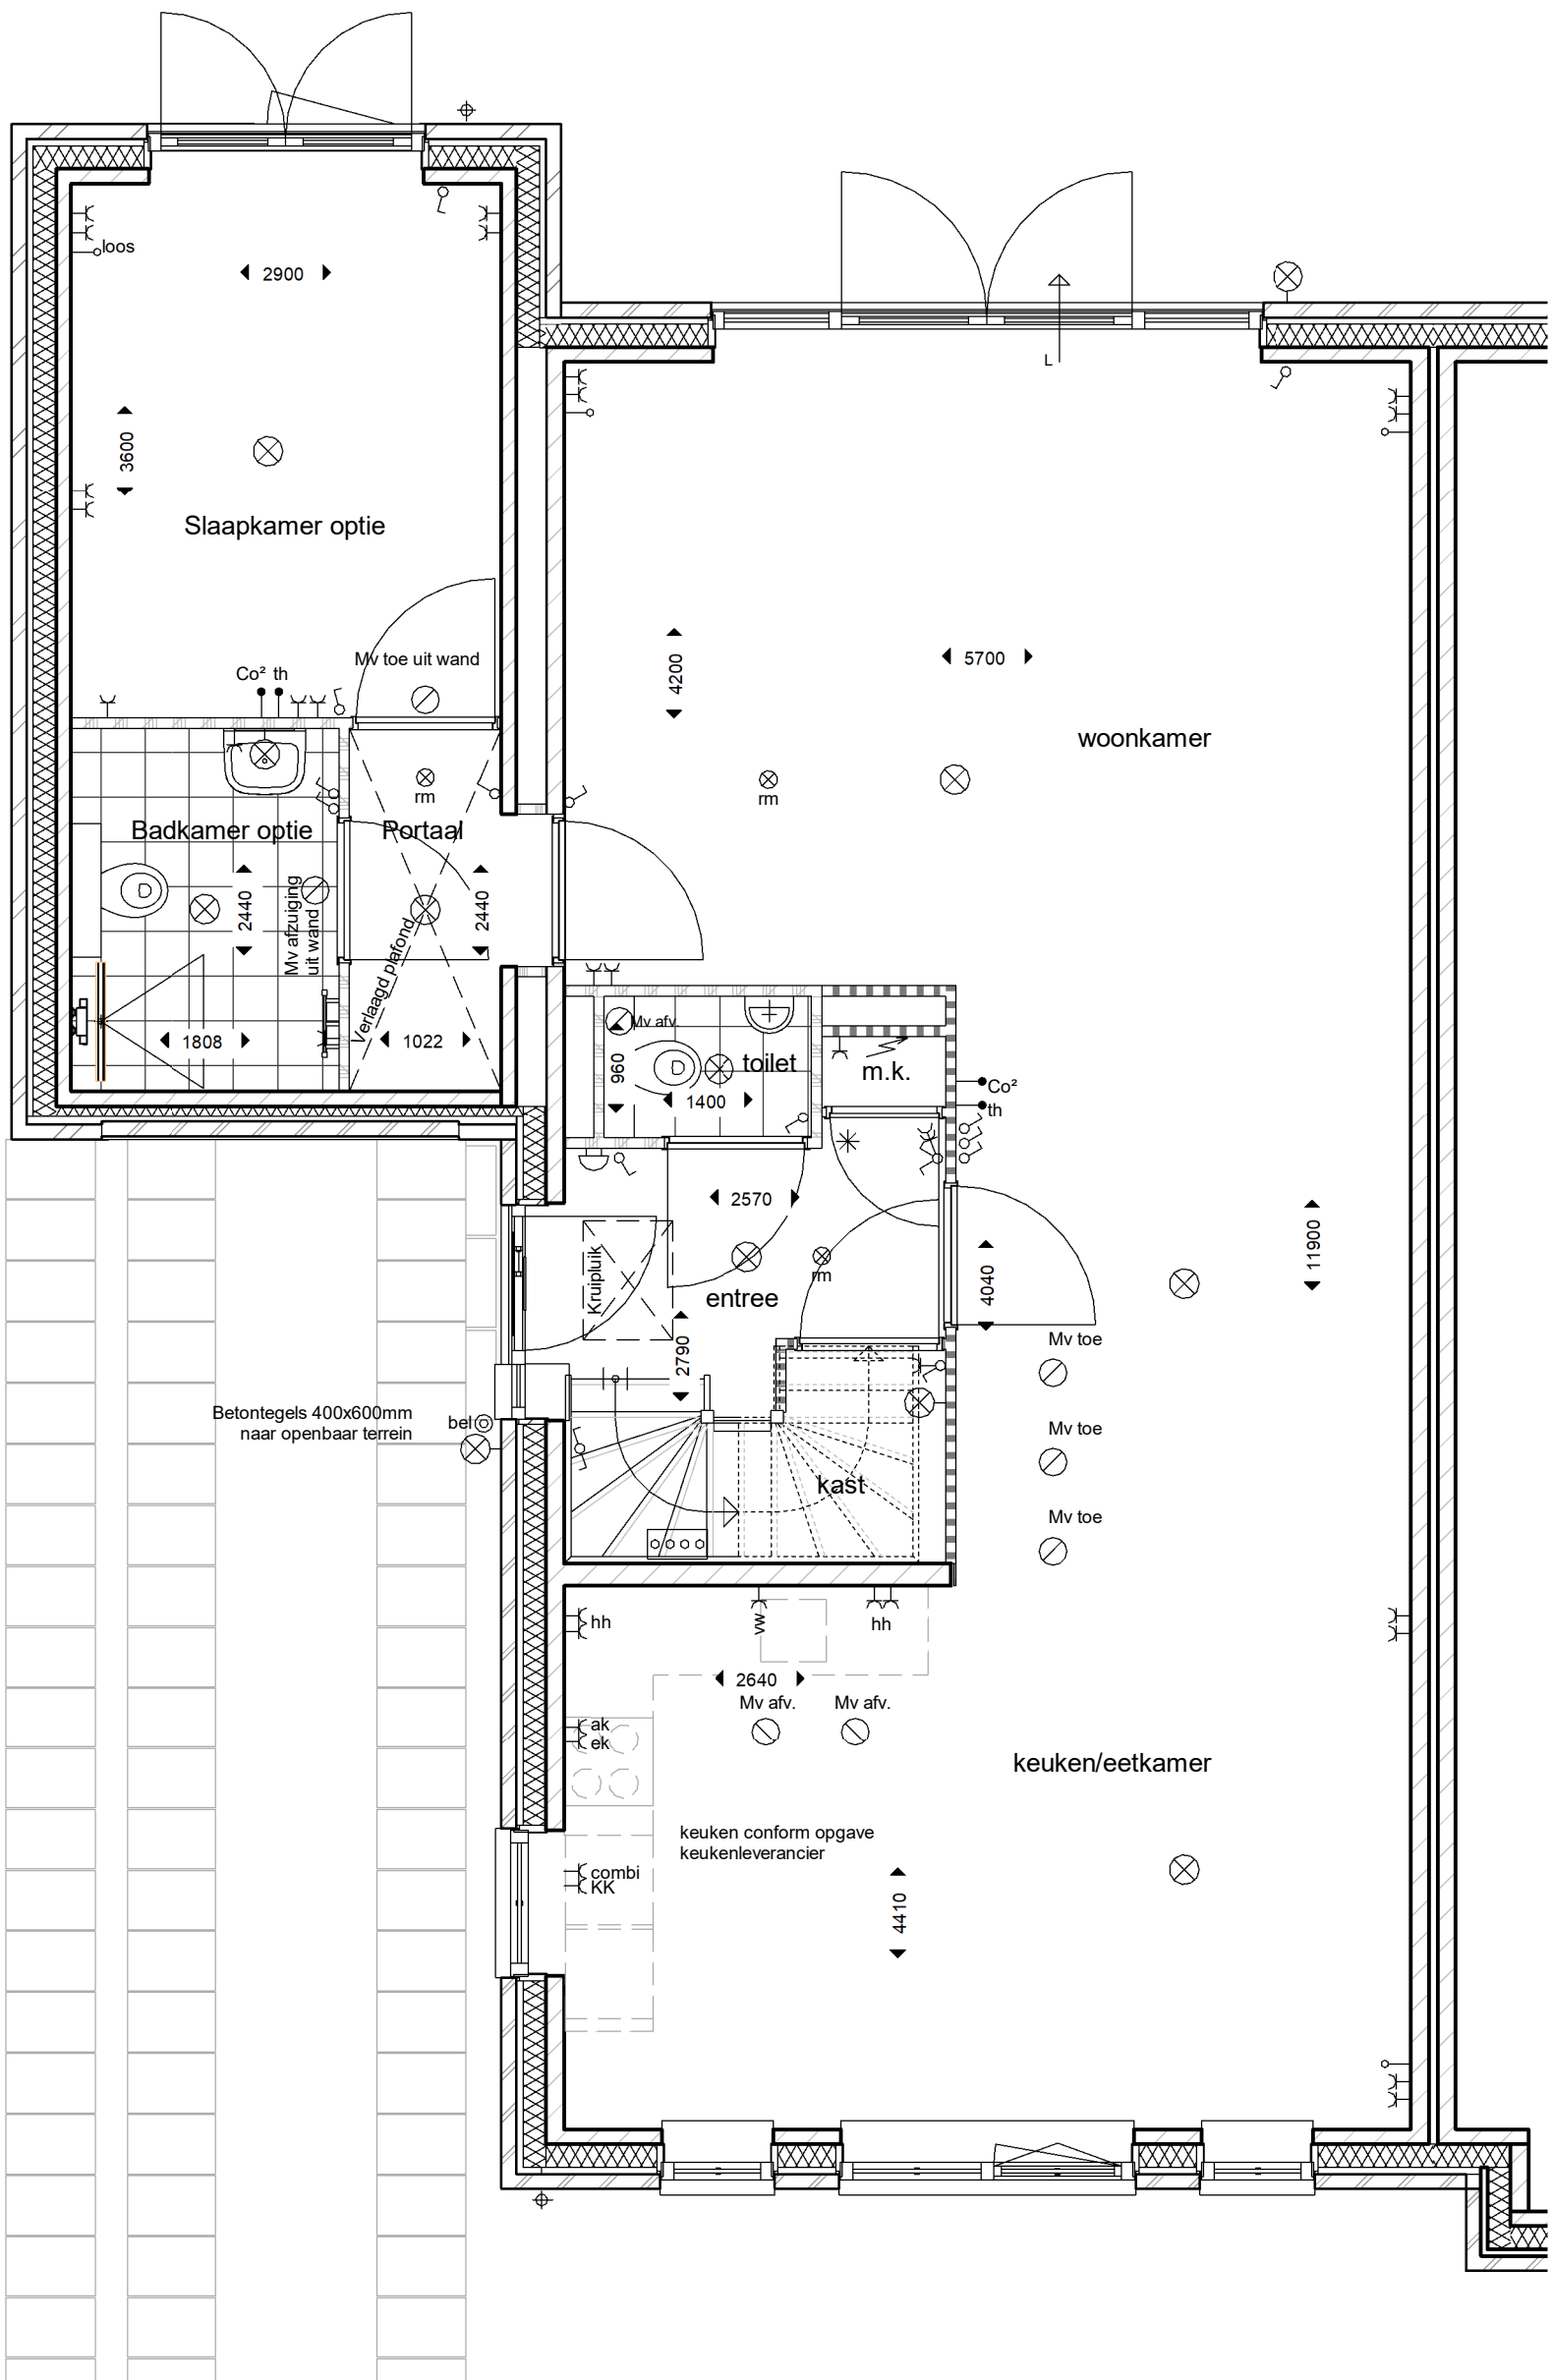 loos
2900
3600
Slaapkamer optie
Co² th
Mv toe uit wand
L
4200
5700
woonkamer
rm
rm
Badkamer optie
Portaal
2440
Mv afzuiging
uit wand
2440
Verlaagd plafond
1808
1022
Mv afv.
960
toilet
1400
m.k.
Co²
th
2570
Kruipluik
entree
rm
4040
11900
2790
Mv toe
Mv toe
Mv toe
Betontegels 400x600mm
naar openbaar terrein
bel
kast
hh
vw
hh
2640
Mv afv.
Mv afv.
ak
ek
keuken/eetkamer
keuken conform opgave
keukenleverancier
combi
KK
4410